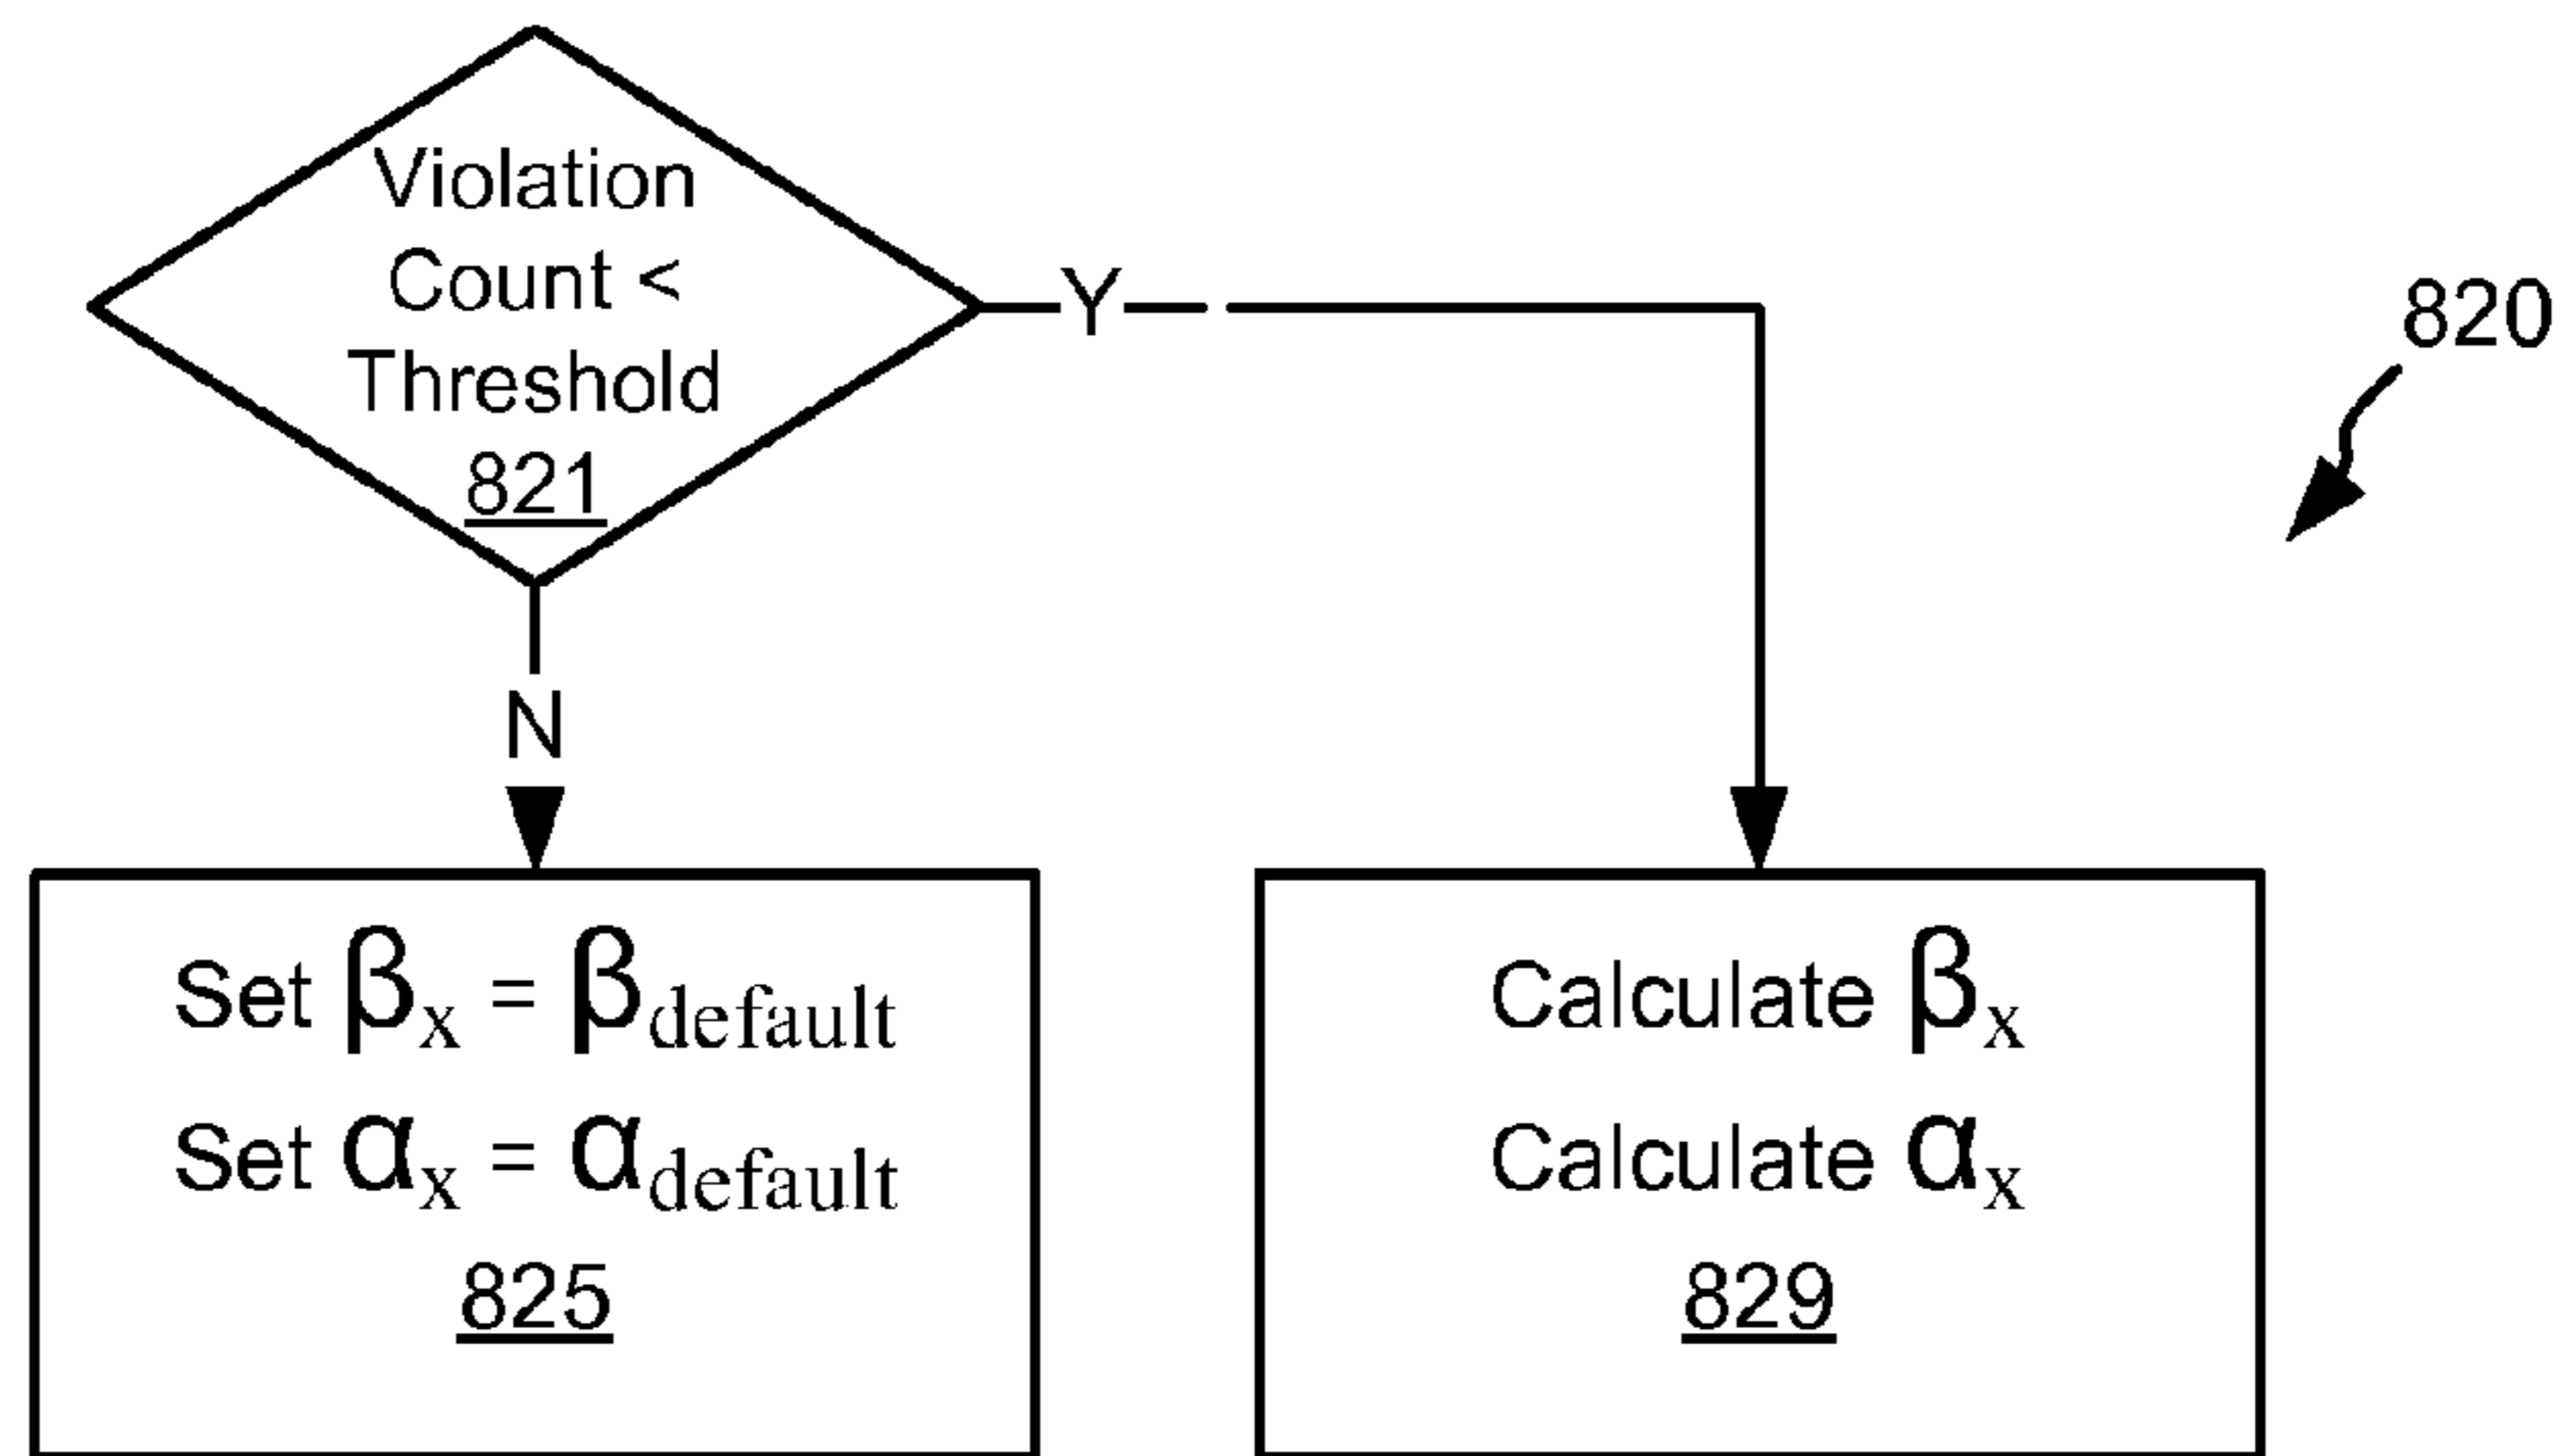 Violation
Count <
Threshold
821
Y
820
N
Set βx = βdefault
Set αx = αdefault
825
Calculate βx
Calculate αx
829